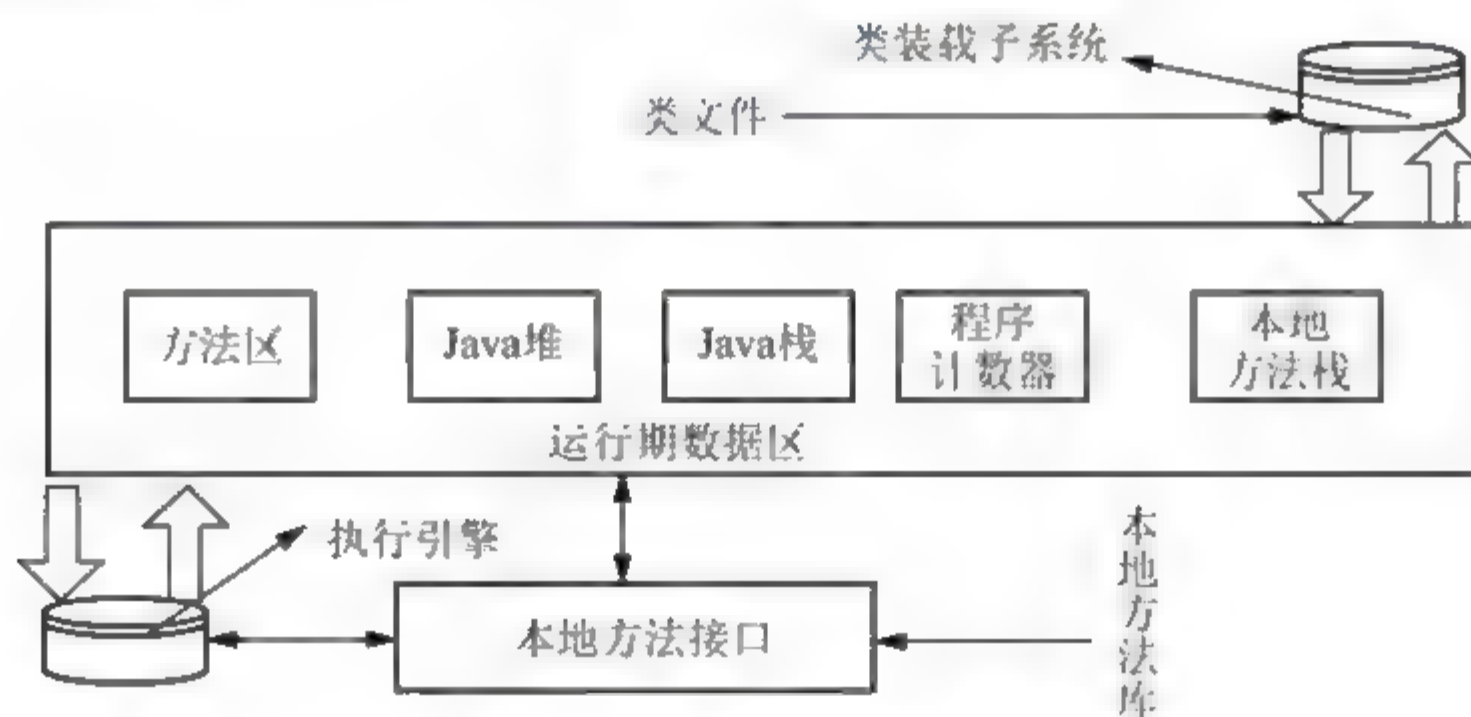 类装载子系统
类文件
方法区
Java堆
Java栈
程序
计数器
本地
方法栈
运行期数据区
执行引擎
本地方法接口
本地方法库